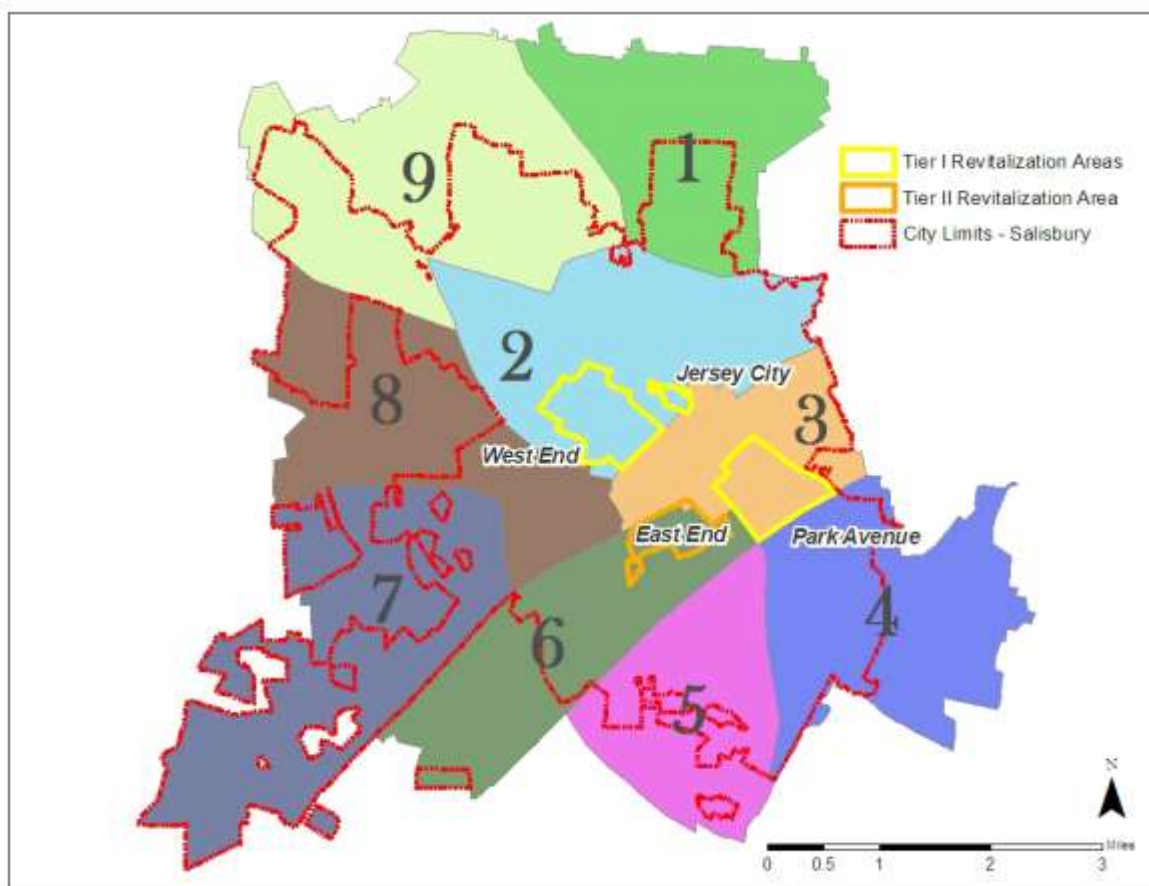 1
9
Tier I Revitalization Areas
Tier II Revitalization Area
City Limits - Salisbury
2
Jersey City
8
3
West End
East End
Park Avenue
7
6
4
5
N
Miles
0 0.5 1 2 3